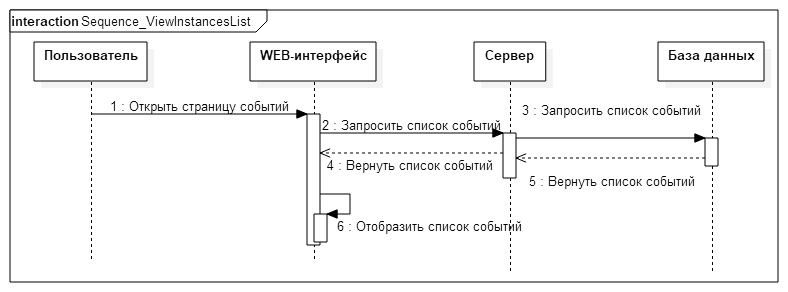 interaction Sequence_ViewInstancesList
Пользователь
WEB-интерфейс
Сервер
База данных
1 : Открыть страницу событий
2 : Запросить список событий
3 : Запросить список событий
4 : Вернуть список событий
5 : Вернуть список событий
6 : Отобразить список событий